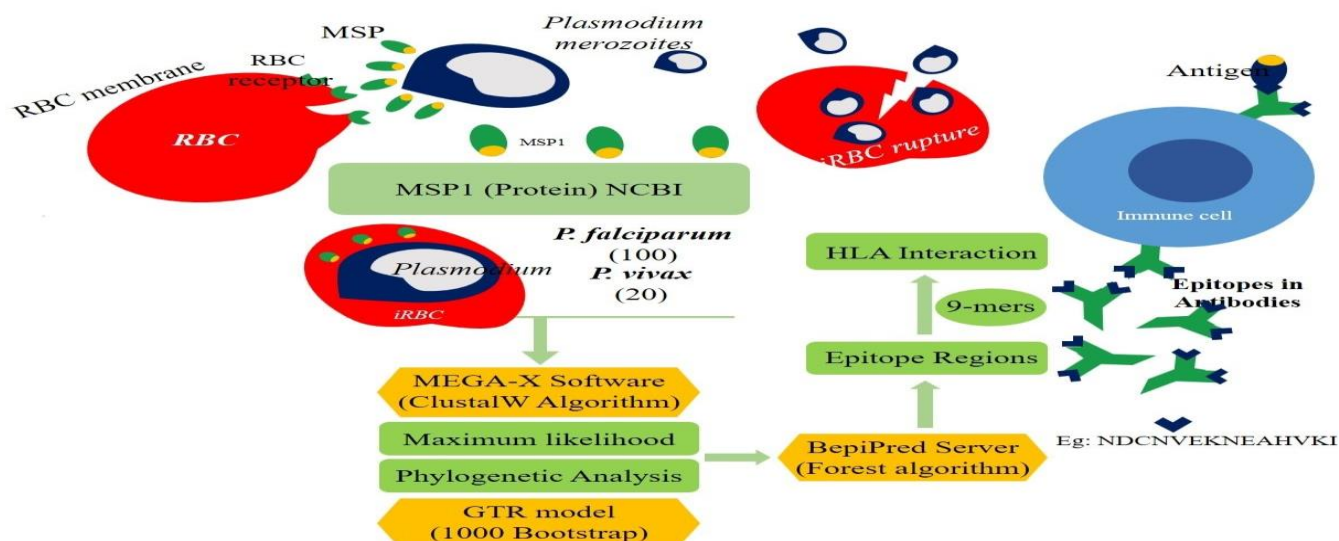 MSP
Plasmodium
merozoites
RBC
receptor
RBC membrane
RBC
MSP1
iRBC rupture
Antigen
Immune cell
MSP1 (Protein) NCBI
P. falciparum
(100)
P. vivax
(20)
Plasmodium
iRBC
HLA Interaction
9-mers
Epitope Regions
Epitopes in
Antibodies
MEGA-X Software
(ClustalW Algorithm)
Maximum likelihood
Phylogenetic Analysis
GTR model
(1000 Bootstrap)
BepiPred Server
(Forest algorithm)
Eg: NDCNVEKNEAHVKI